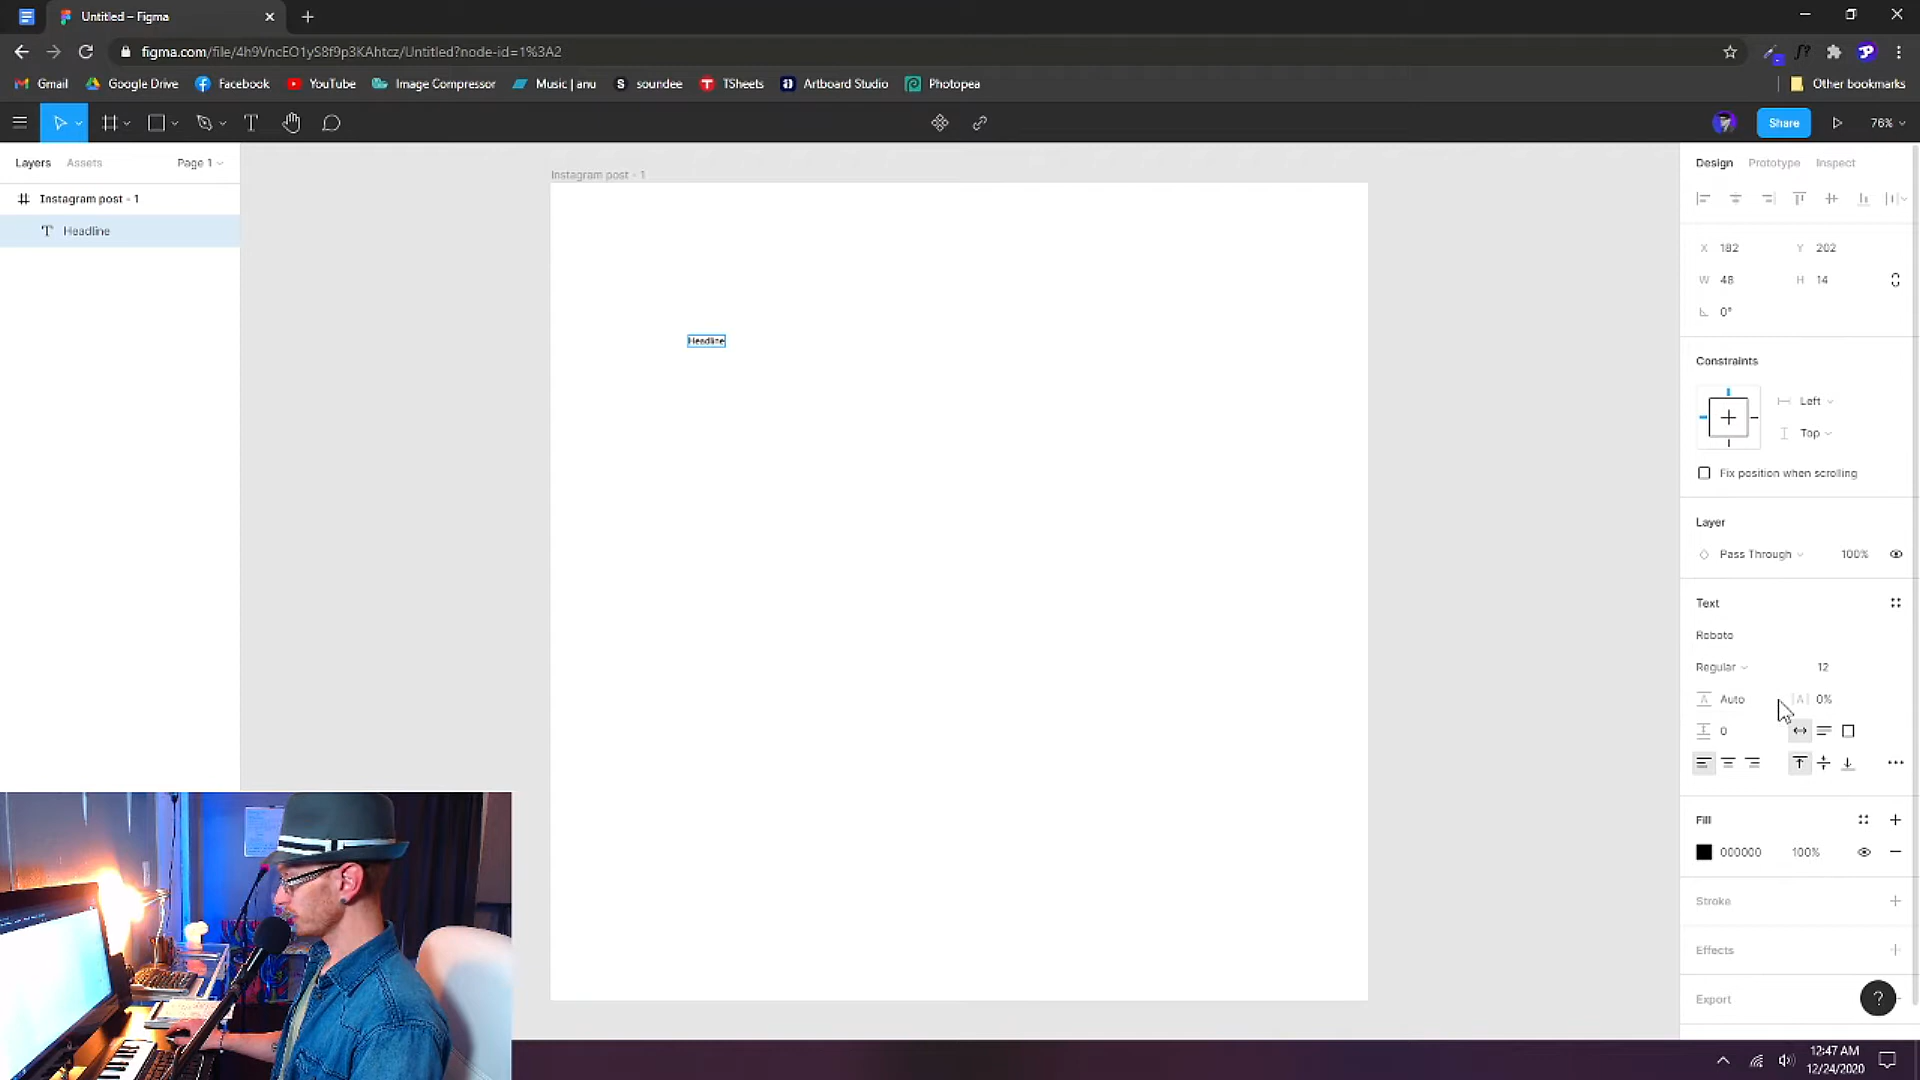 Untitled – Figma
figma.com/file/4h9VncEO1yS8f9p3KAhtcz/Untitled?node-id=1%3A2
Gmail Google Drive Facebook YouTube Image Compressor Music | anu soundee TSheets Artboard Studio Photopea Other bookmarks
Share 76%
Layers Assets Page 1
Design Prototype Inspect
Instagram post - 1
Instagram post - 1
Headline
Headline
X 182 Y 202
W 48 H 14
0°
Constraints
Left
Top
Fix position when scrolling
Layer
Pass Through 100%
Text
Roboto
Regular 12
Auto |A| 0%
0
Fill
000000 100%
Stroke
Effects
Export
?
12:47 AM
12/24/2020